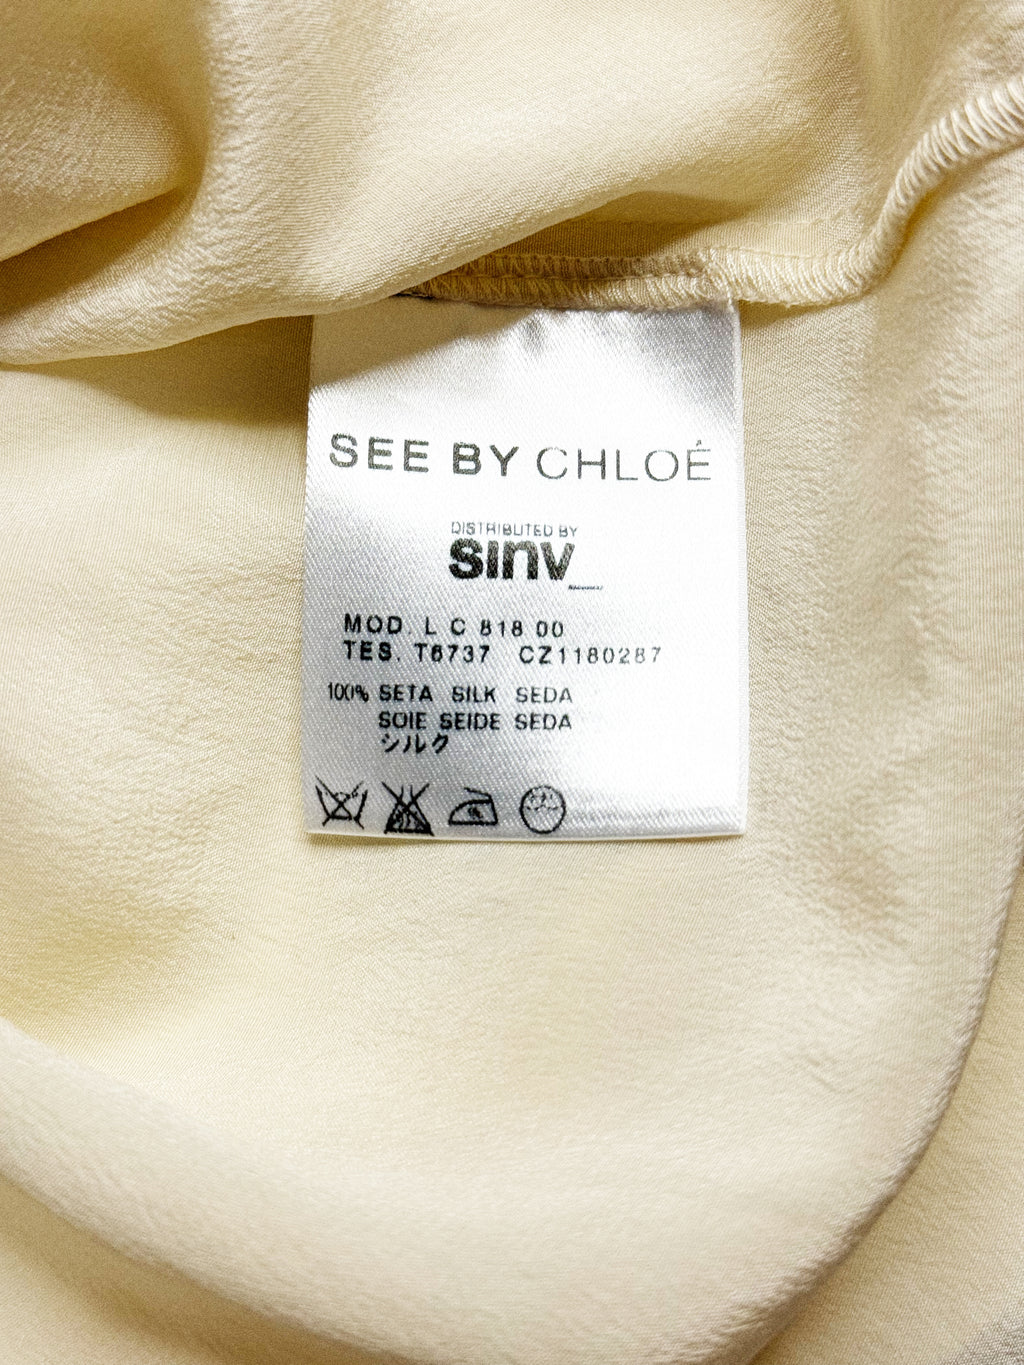 SEE BY CHLOÉ
DISTRIBUTED BY
sinv_
MOD. L C 818 00
TES. T6737 CZ1180287
100% SETA SILK SEDA
SOIE SEIDE SEDA
シルク